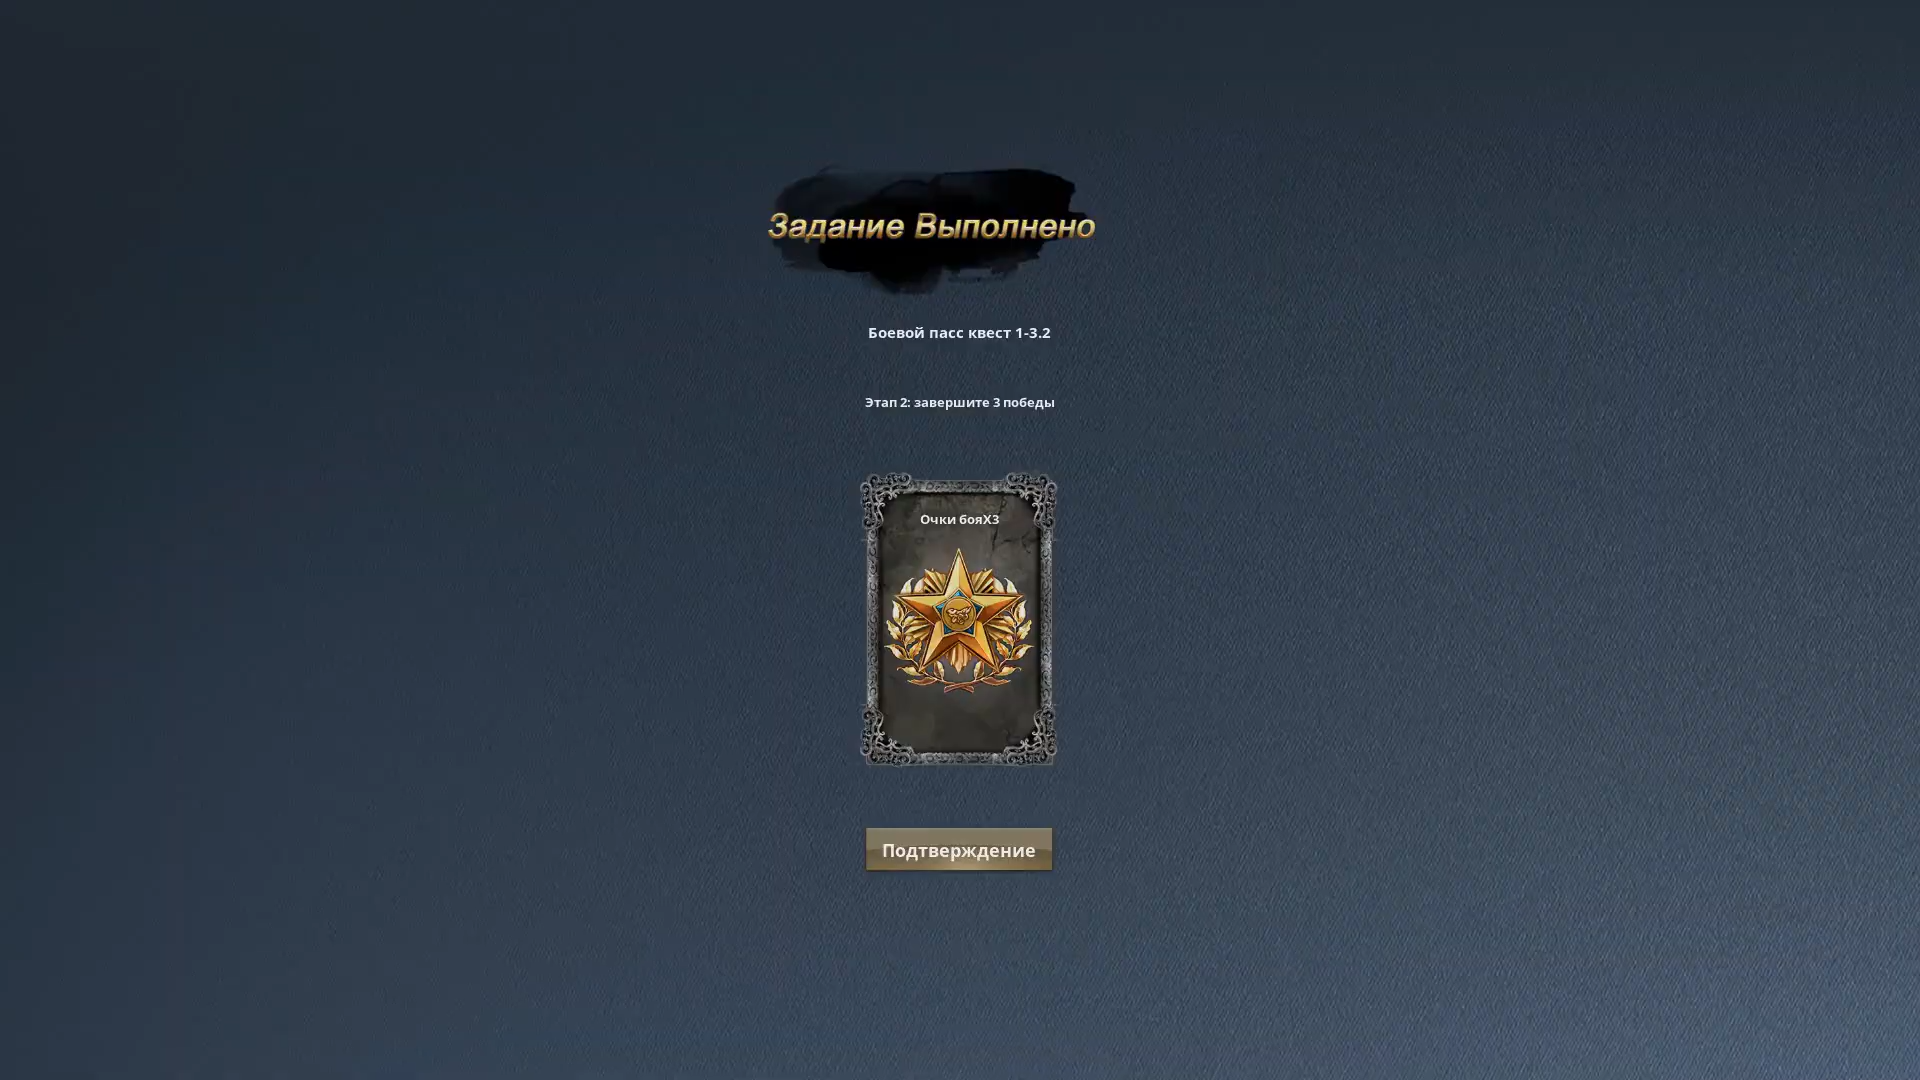 Задание Выполнено
Боевой пасс квест 1-3.2
Этап 2: завершите 3 победы
Очки бояX3
Подтверждение